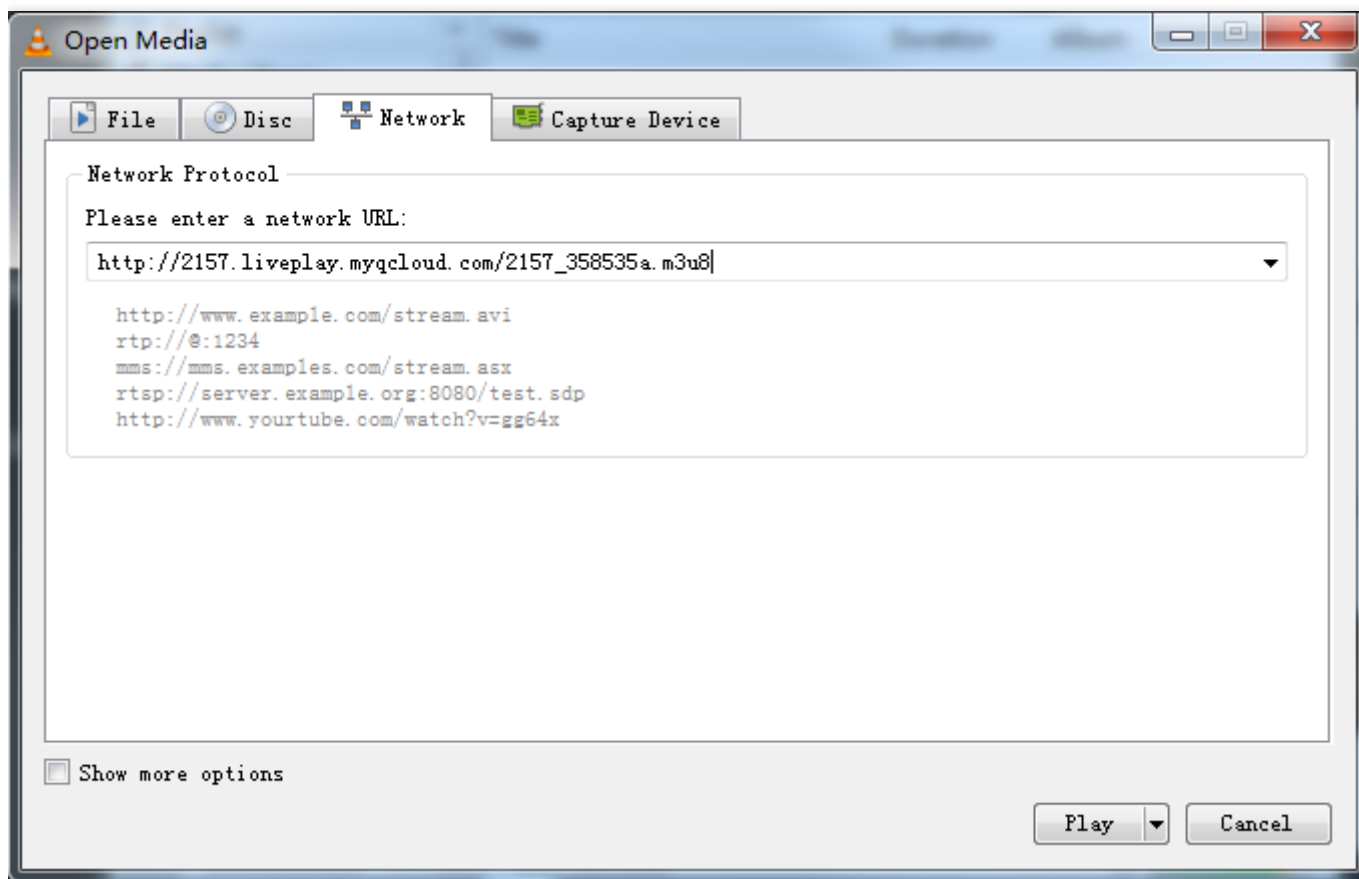 Open Media
File Disc Network Capture Device
Network Protocol
Please enter a network URL:
http://2157.liveplay.myqcloud.com/2157_358535a.m3u8
http://www.example.com/stream.avi
rtp://@:1234
mms://mms.examples.com/stream.asx
rtsp://server.example.org:8080/test.sdp
http://www.yourtube.com/watch?v=gg64x
Show more options
Play Cancel